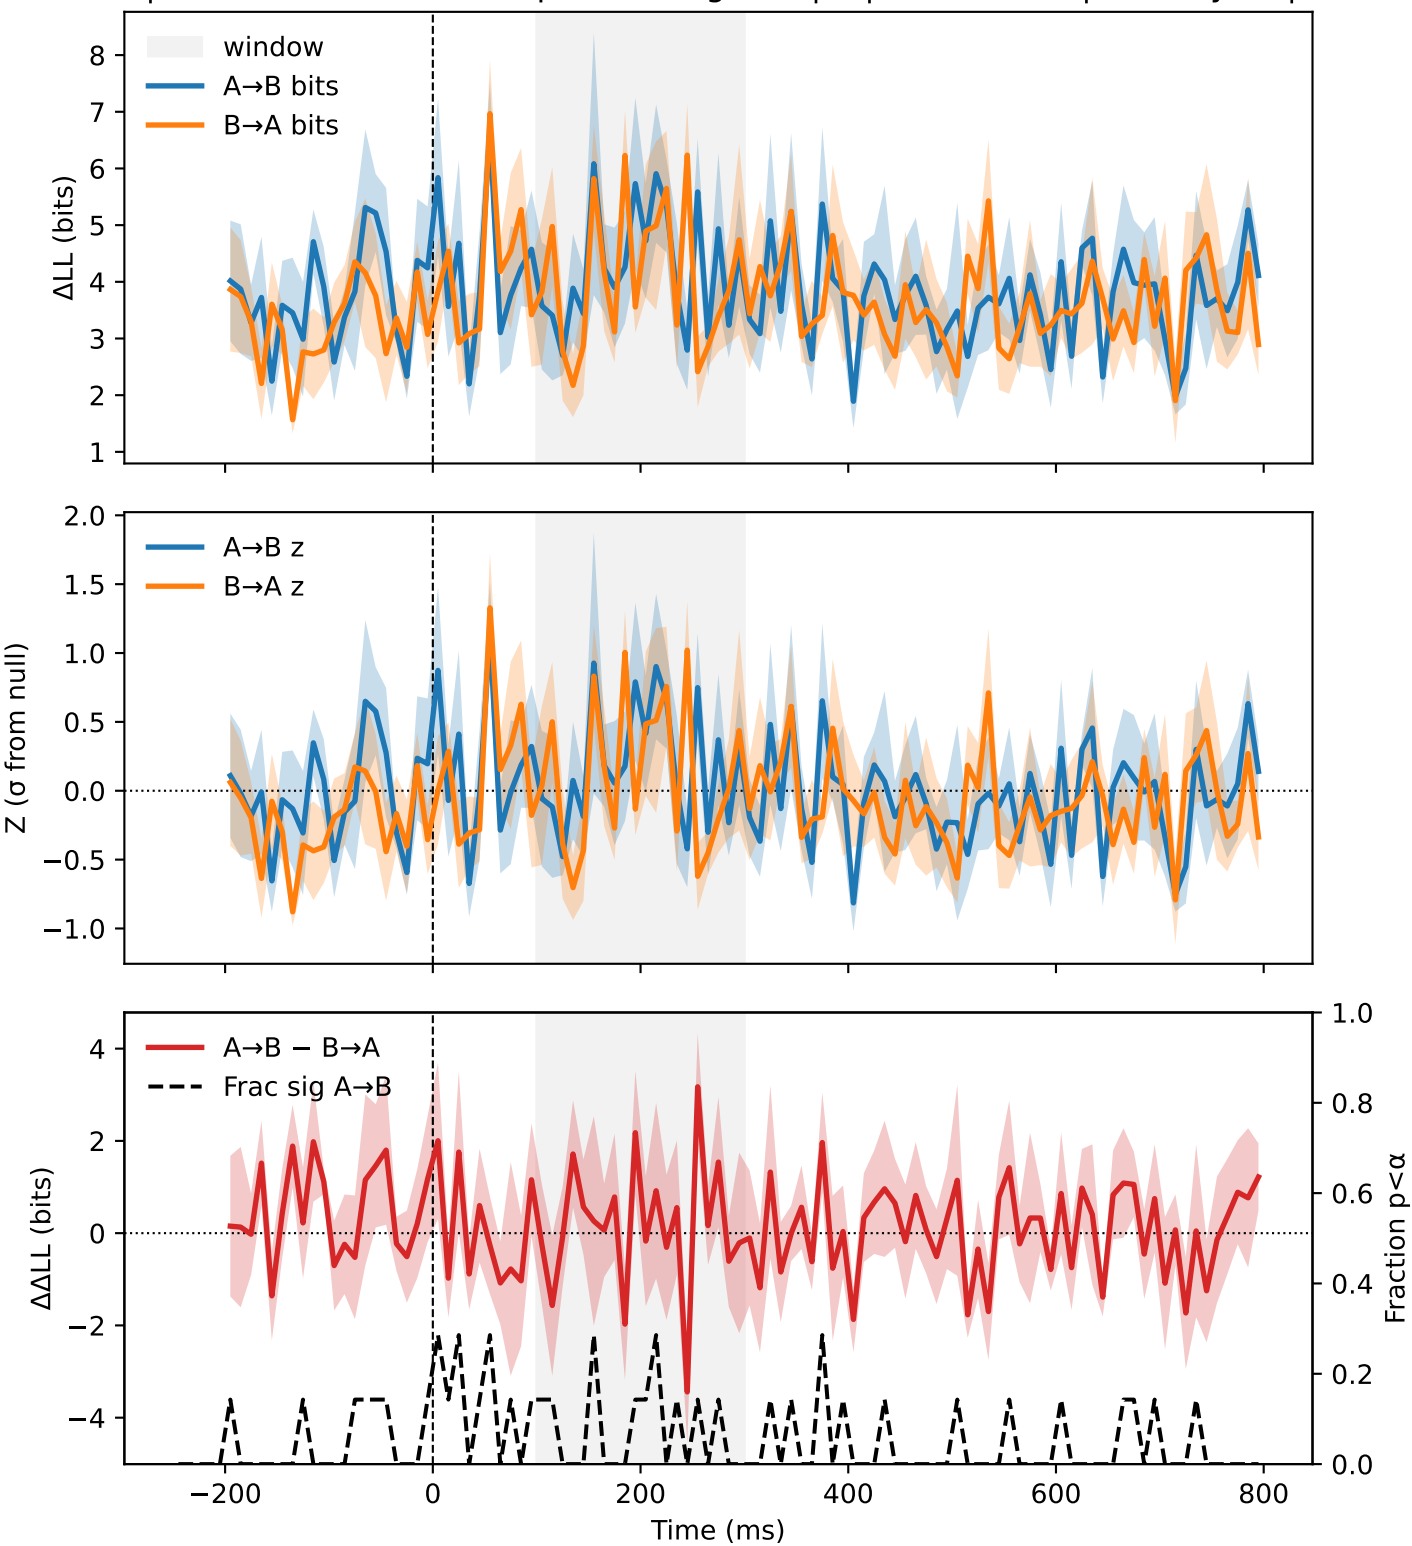 8
7
6
5
4
3
2
1
ΔLL (bits)
window
A→B bits
B→A bits
2.0
1.5
1.0
0.5
0.0
−0.5
−1.0
Z (σ from null)
A→B z
B→A z
4
2
0
−2
−4
ΔΔLL (bits)
A→B − B→A
Frac sig A→B
1.0
0.8
0.6
0.4
0.2
0.0
Fraction p<α
−200
0
200
400
600
800
Time (ms)